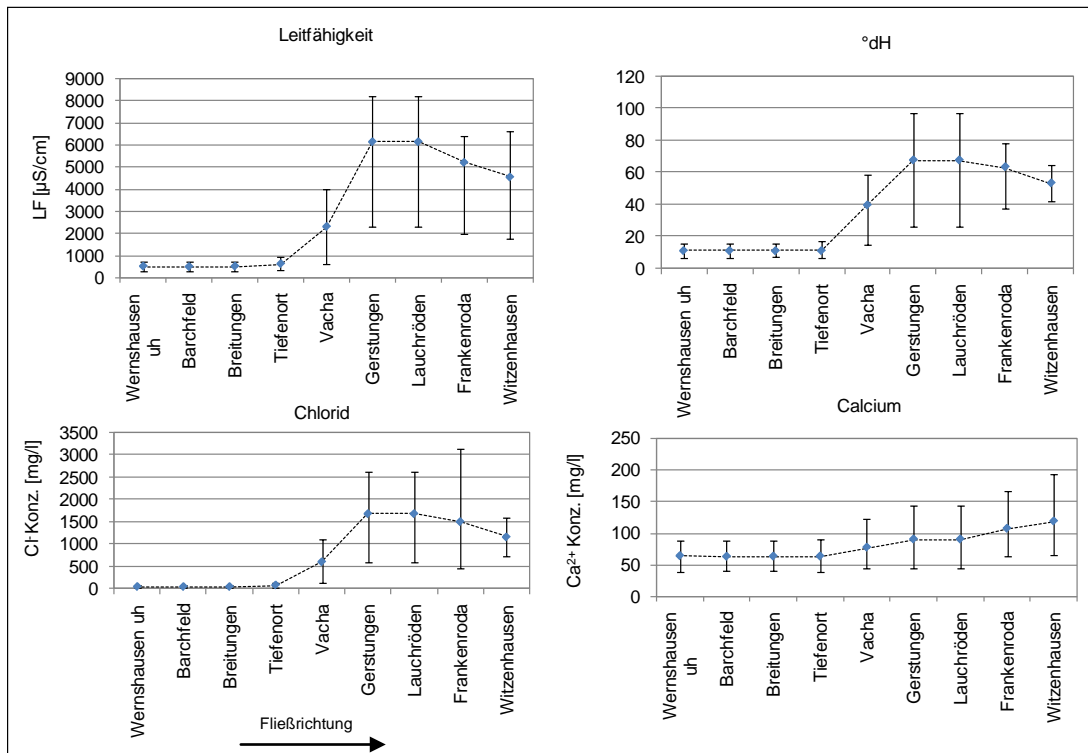 Leitfähigkeit
LF [µS/cm]
9000
8000
7000
6000
5000
4000
3000
2000
1000
0
Wernshausen uh
Barchfeld
Breitungen
Tiefenort
Vacha
Gerstungen
Lauchröden
Frankenroda
Witzenhausen
°dH
120
100
80
60
40
20
0
Wernshausen uh
Barchfeld
Breitungen
Tiefenort
Vacha
Gerstungen
Lauchröden
Frankenroda
Witzenhausen
Chlorid
Cl⁻Konz. [mg/l]
3500
3000
2500
2000
1500
1000
500
0
Wernshausen uh
Barchfeld
Breitungen
Tiefenort
Vacha
Gerstungen
Lauchröden
Frankenroda
Witzenhausen
Fließrichtung
Calcium
Ca²⁺ Konz. [mg/l]
250
200
150
100
50
0
Wernshausen
uh
Barchfeld
Breitungen
Tiefenort
Vacha
Gerstungen
Lauchröden
Frankenroda
Witzenhausen